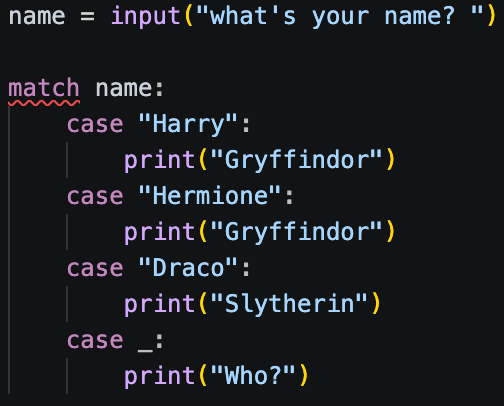 name = input("what's your name? ")
match name:
    case "Harry":
        print("Gryffindor")
    case "Hermione":
        print("Gryffindor")
    case "Draco":
        print("Slytherin")
    case _:
        print("Who?")